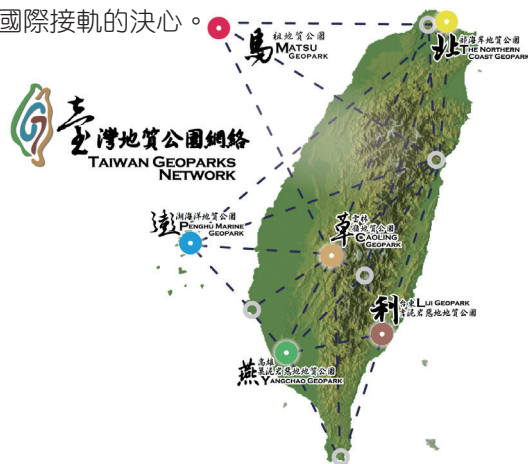 國際接軌的決心。
馬祖地質公園
MATSU
GEOPARK
北部海岸地質公園
THE NORTHERN
COAST GEOPARK
臺灣地質公園網絡
TAIWAN GEOPARKS
NETWORK
澎湖海洋地質公園
PENGHU MARINE
GEOPARK
雲林
草嶺地質公園
CAOLING
GEOPARK
台東
利吉泥岩惡地地質公園
LIJI GEOPARK
高雄
燕巢泥岩惡地地質公園
YANGCHAO GEOPARK